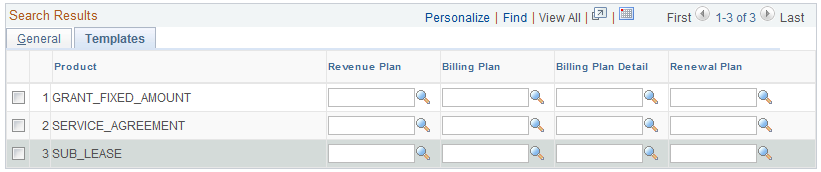 Search Results Personalize | Find | View All | | First 1-3 of 3 Last
General Templates
Product Revenue Plan Billing Plan Billing Plan Detail Renewal Plan
1 GRANT_FIXED_AMOUNT
2 SERVICE_AGREEMENT
3 SUB_LEASE